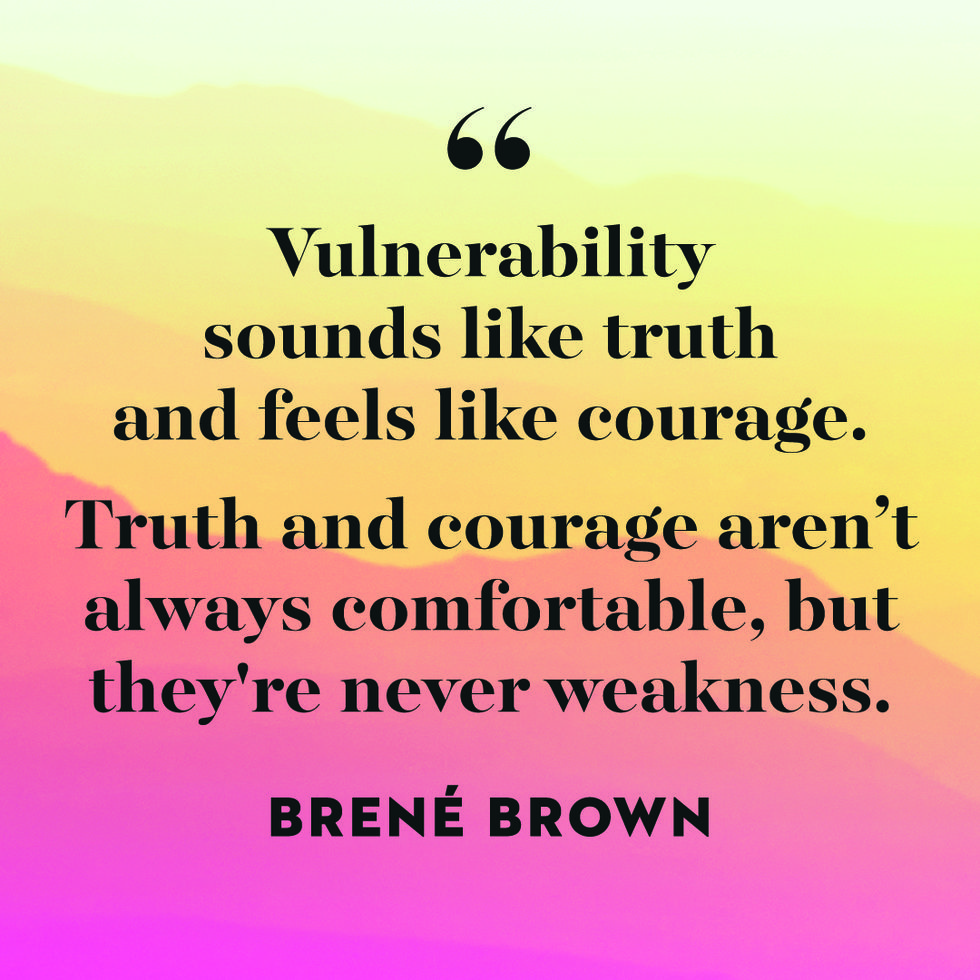 “
Vulnerability
sounds like truth
and feels like courage.
Truth and courage aren’t
always comfortable, but
they're never weakness.
BRENÉ BROWN